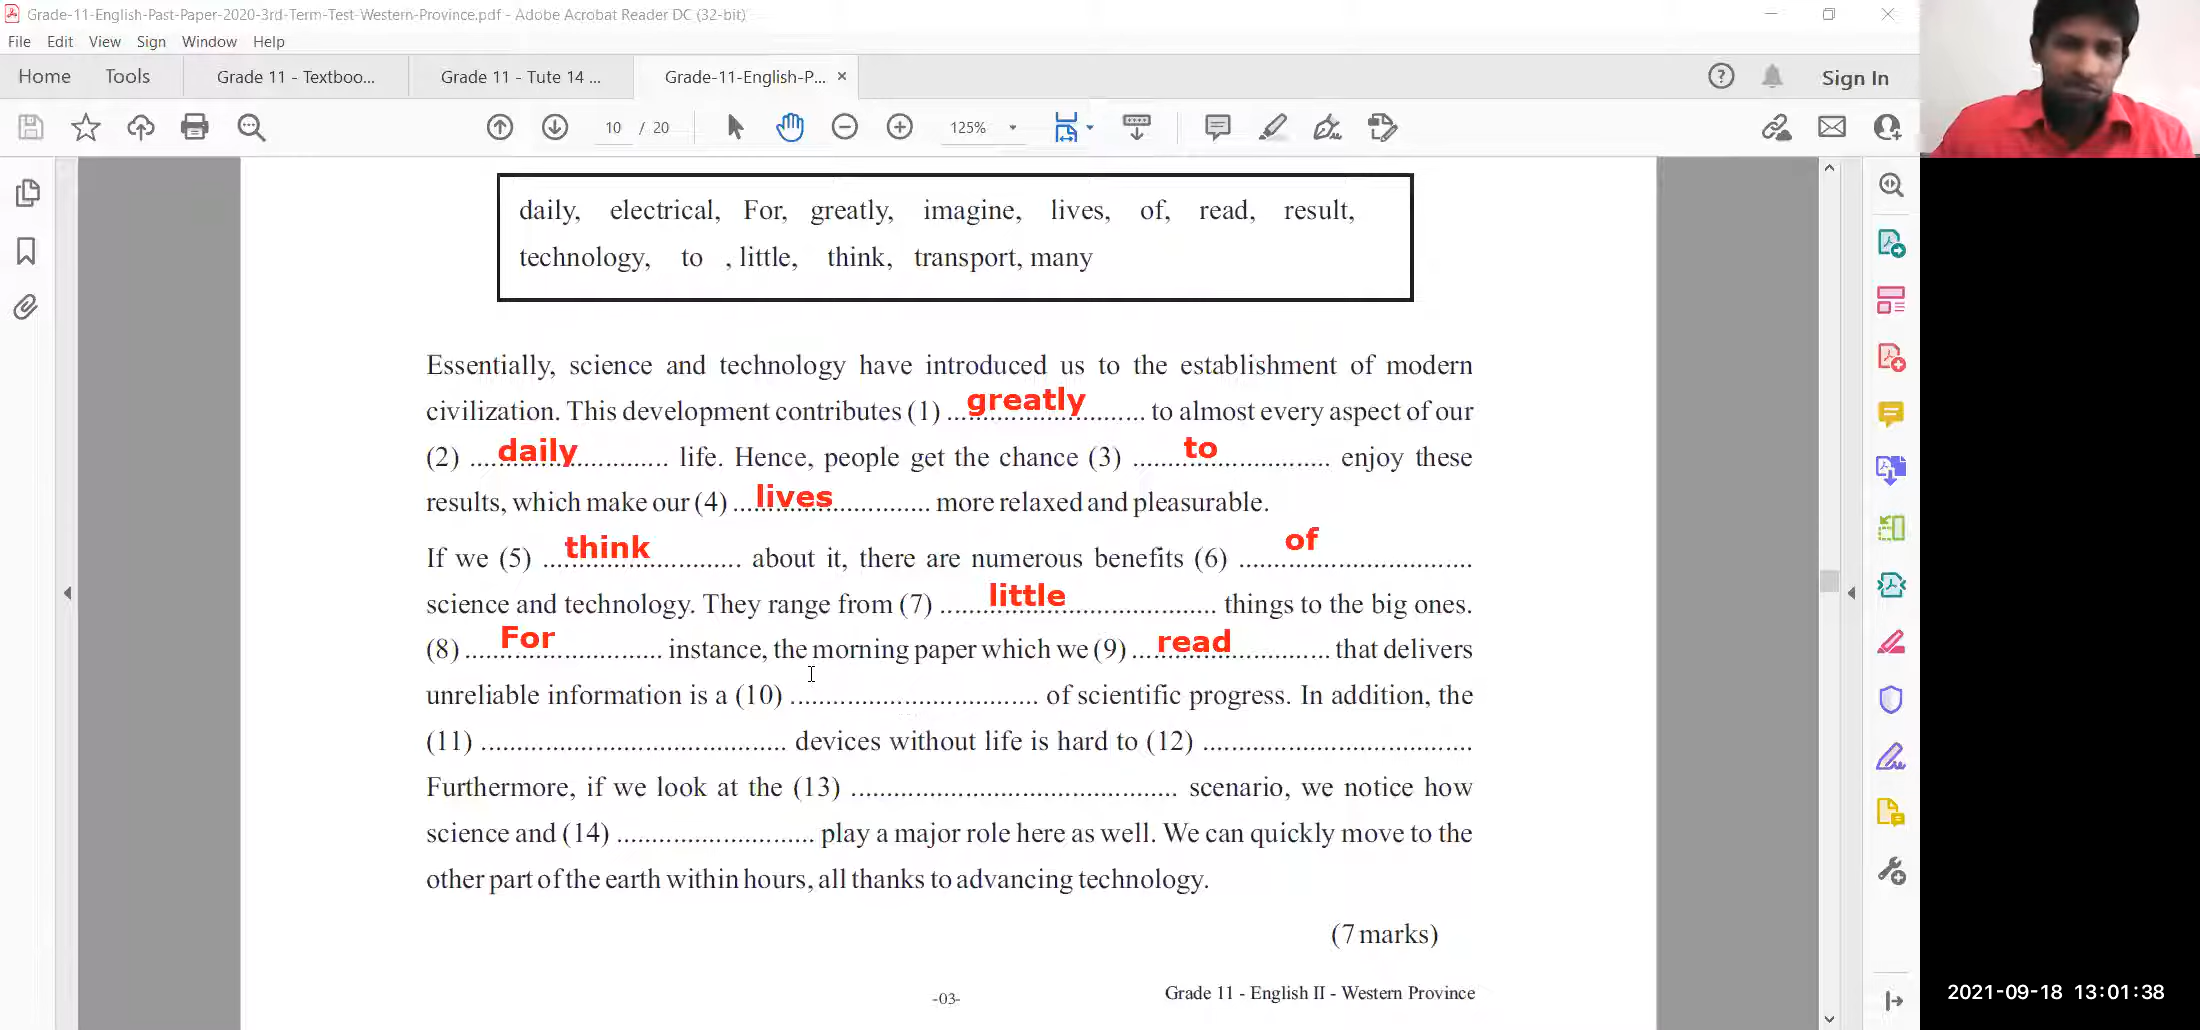 Grade-11-English-Past-Paper-2020-3rd-Term-Test-Western-Province.pdf - Adobe Acrobat Reader DC (32-bit)
File Edit View Sign Window Help
Home Tools Grade 11 - Textboo... Grade 11 - Tute 14 ... Grade-11-English-P... × Sign In
10 / 20 125%
daily, electrical, For, greatly, imagine, lives, of, read, result,
technology, to , little, think, transport, many
Essentially, science and technology have introduced us to the establishment of modern
civilization. This development contributes (1) greatly to almost every aspect of our
(2) daily life. Hence, people get the chance (3) to enjoy these
results, which make our (4) lives more relaxed and pleasurable.
If we (5) think about it, there are numerous benefits (6) of
science and technology. They range from (7) little things to the big ones.
(8) For instance, the morning paper which we (9) read that delivers
unreliable information is a (10) ................................... of scientific progress. In addition, the
(11) ........................................... devices without life is hard to (12) ......................................
Furthermore, if we look at the (13) .............................................. scenario, we notice how
science and (14) ............................ play a major role here as well. We can quickly move to the
other part of the earth within hours, all thanks to advancing technology.
(7 marks)
-03- Grade 11 - English II - Western Province
2021-09-18 13:01:38